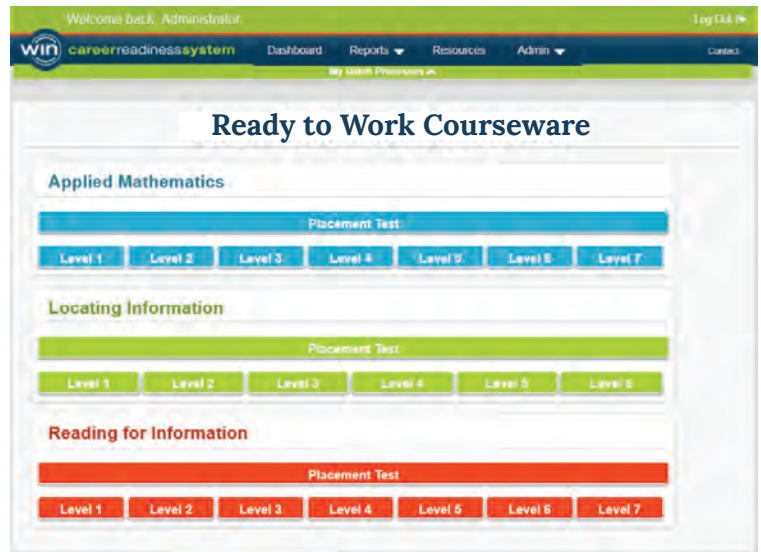 Welcome back, Administrator.
Log Out
win careerreadinesssystem Dashboard Reports Resources Admin Contact
My Batch Processes
Ready to Work Courseware
Applied Mathematics
Placement Test
Level 1 Level 2 Level 3 Level 4 Level 5 Level 6 Level 7
Locating Information
Placement Test
Level 1 Level 2 Level 3 Level 4 Level 5 Level 6
Reading for Information
Placement Test
Level 1 Level 2 Level 3 Level 4 Level 5 Level 6 Level 7